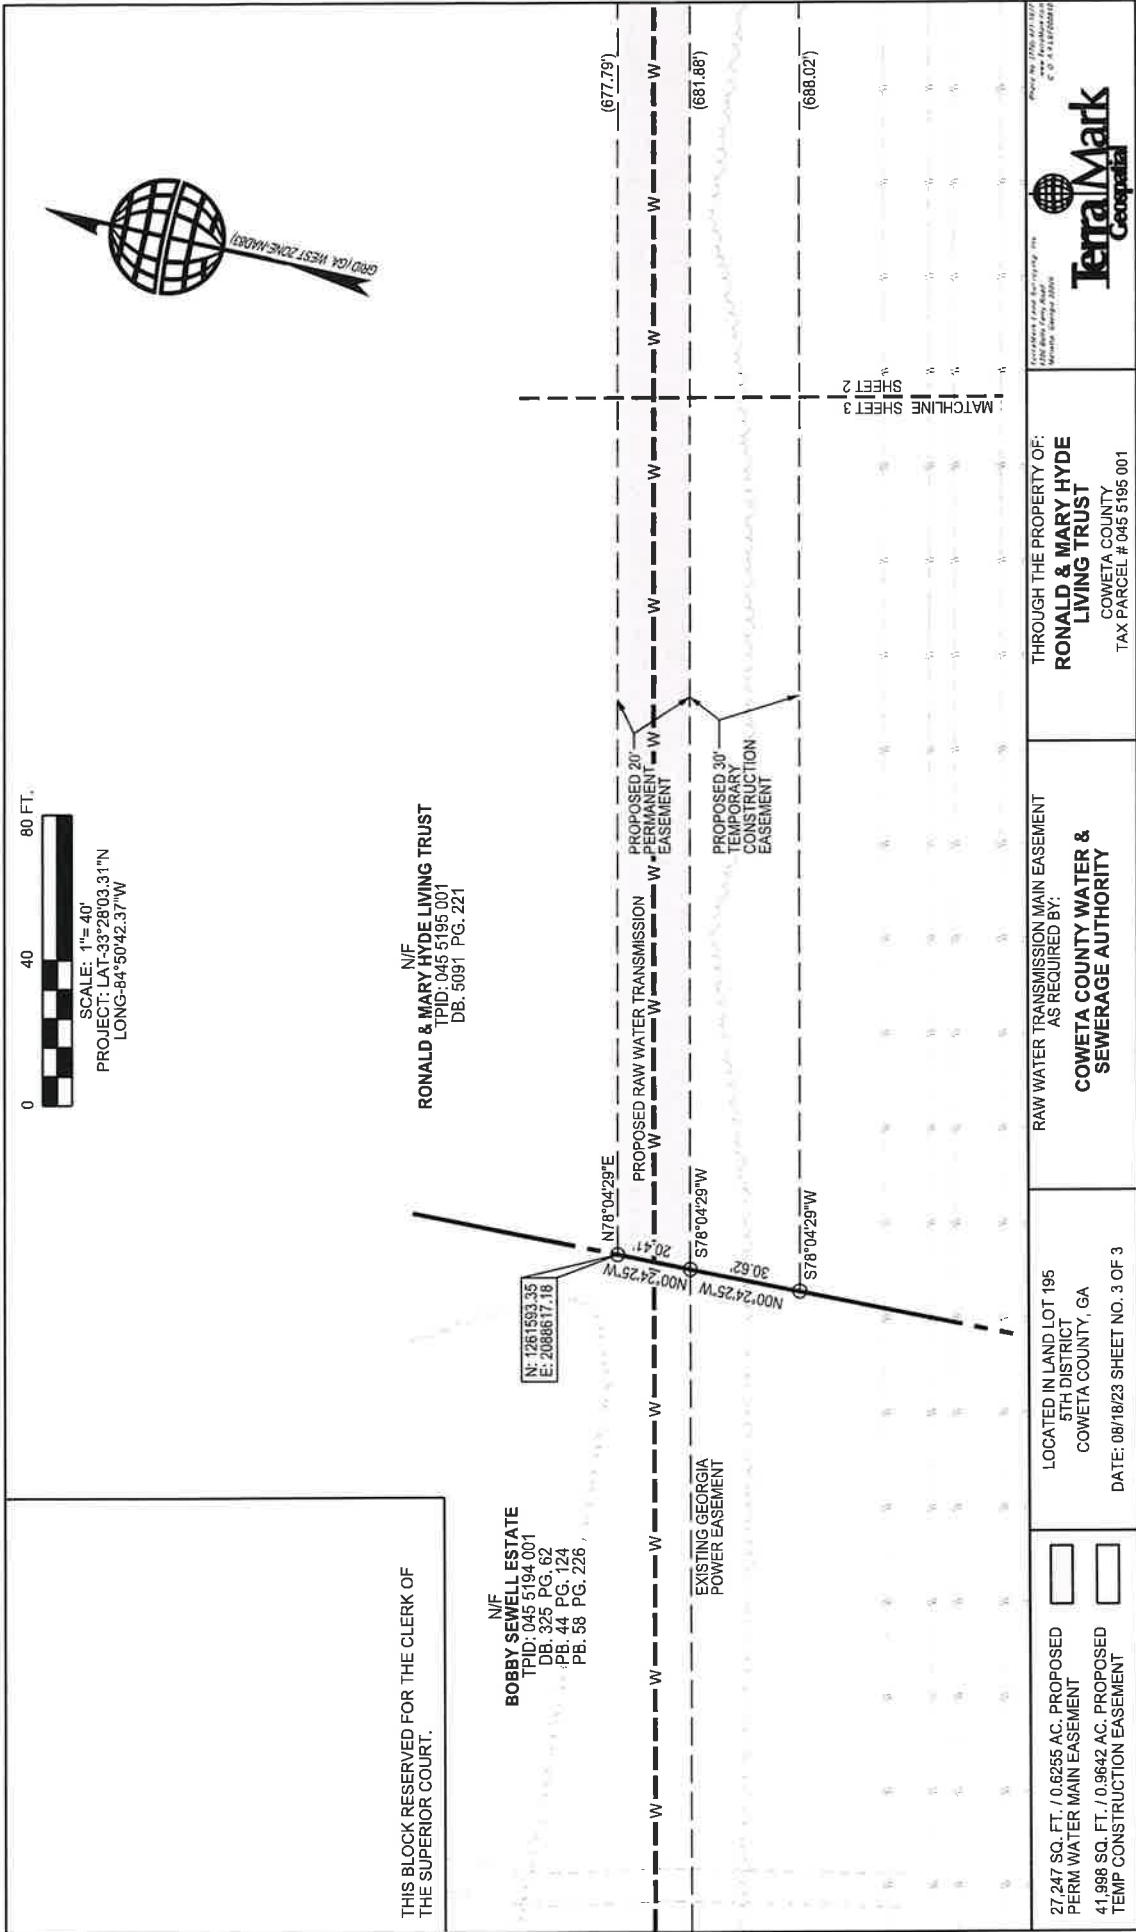 THIS BLOCK RESERVED FOR THE CLERK OF
THE SUPERIOR COURT.
0 40 80 FT.
SCALE: 1"= 40'
PROJECT: LAT-33°28'03.31"N
LONG-84°50'42.37"W
GRID (GA. WEST ZONE-NAD83)
N/F
RONALD & MARY HYDE LIVING TRUST
TPID: 045 5195 001
DB. 5091 PG. 221
N/F
BOBBY SEWELL ESTATE
TPID: 045 5194 001
DB. 325 PG. 62
PB. 44 PG. 124
PB. 58 PG. 226
N: 1261593.35
E: 2088617.18
N78°04'29"E
(677.79')
PROPOSED RAW WATER TRANSMISSION
W W W W W W W W W W W W W W
N00°24'25"W
20.41'
S78°04'29"W
(681.88')
N00°24'25"W
30.62'
S78°04'29"W
(688.02')
PROPOSED 20'
PERMANENT
EASEMENT
PROPOSED 30'
TEMPORARY
CONSTRUCTION
EASEMENT
EXISTING GEORGIA
POWER EASEMENT
MATCHLINE SHEET 3
SHEET 2
27,247 SQ. FT. / 0.6255 AC. PROPOSED
PERM WATER MAIN EASEMENT
41,998 SQ. FT. / 0.9642 AC. PROPOSED
TEMP CONSTRUCTION EASEMENT
LOCATED IN LAND LOT 195
5TH DISTRICT
COWETA COUNTY, GA
DATE: 08/18/23 SHEET NO. 3 OF 3
RAW WATER TRANSMISSION MAIN EASEMENT
AS REQUIRED BY:
COWETA COUNTY WATER &
SEWERAGE AUTHORITY
THROUGH THE PROPERTY OF:
RONALD & MARY HYDE
LIVING TRUST
COWETA COUNTY
TAX PARCEL # 045 5195 001
TerraMark
Geospatial